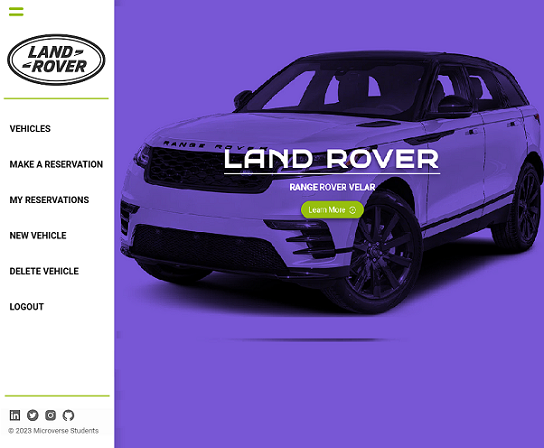 LAND
ROVER
VEHICLES
MAKE A RESERVATION
MY RESERVATIONS
NEW VEHICLE
DELETE VEHICLE
LOGOUT
© 2023 Microverse Students
RANGE ROVER
LAND ROVER
RANGE ROVER VELAR
Learn More